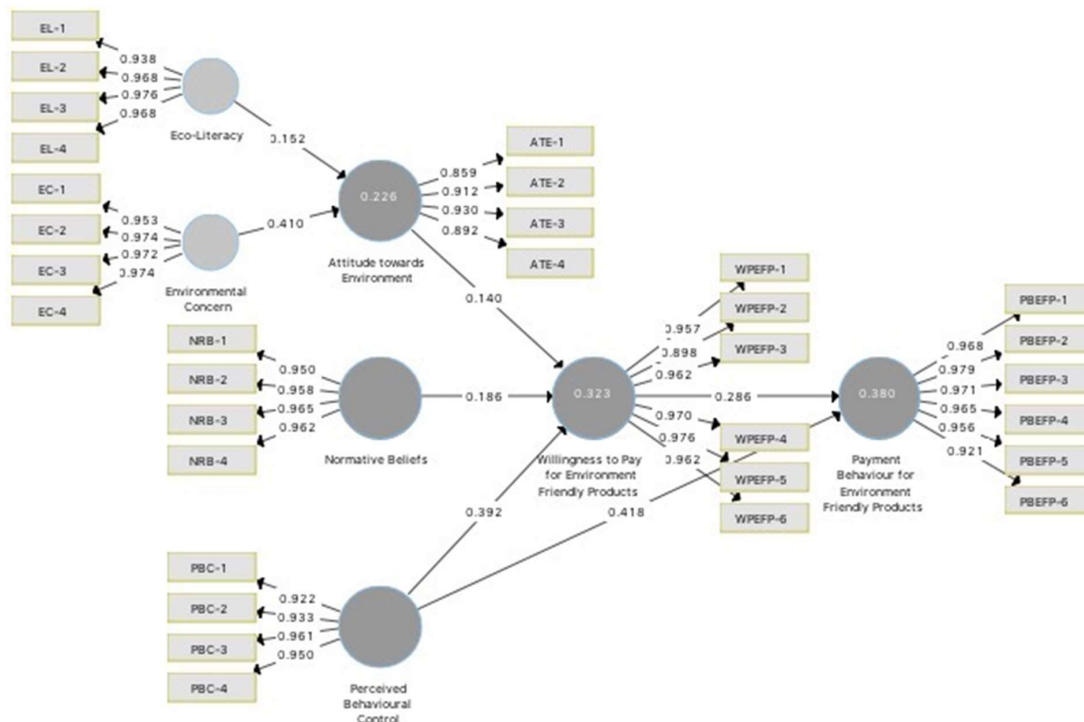 EL-1
EL-2
EL-3
EL-4
0.938
0.968
0.976
0.968
Eco-Literacy
0.152
EC-1
EC-2
EC-3
EC-4
0.953
0.974
0.972
0.974
Environmental
Concern
0.410
0.226
Attitude towards
Environment
0.859
0.912
0.930
0.892
ATE-1
ATE-2
ATE-3
ATE-4
0.140
NRB-1
NRB-2
NRB-3
NRB-4
0.950
0.958
0.965
0.962
Normative Beliefs
0.186
0.323
Willingness to Pay
for Environment
Friendly Products
0.957
0.898
0.962
0.970
0.976
0.962
WPEFP-1
WPEFP-2
WPEFP-3
WPEFP-4
WPEFP-5
WPEFP-6
0.286
0.380
Payment
Behaviour for
Environment
Friendly Products
0.968
0.979
0.971
0.965
0.956
0.921
PBEFP-1
PBEFP-2
PBEFP-3
PBEFP-4
PBEFP-5
PBEFP-6
0.392
0.418
PBC-1
PBC-2
PBC-3
PBC-4
0.922
0.933
0.961
0.950
Perceived
Behavioural
Control